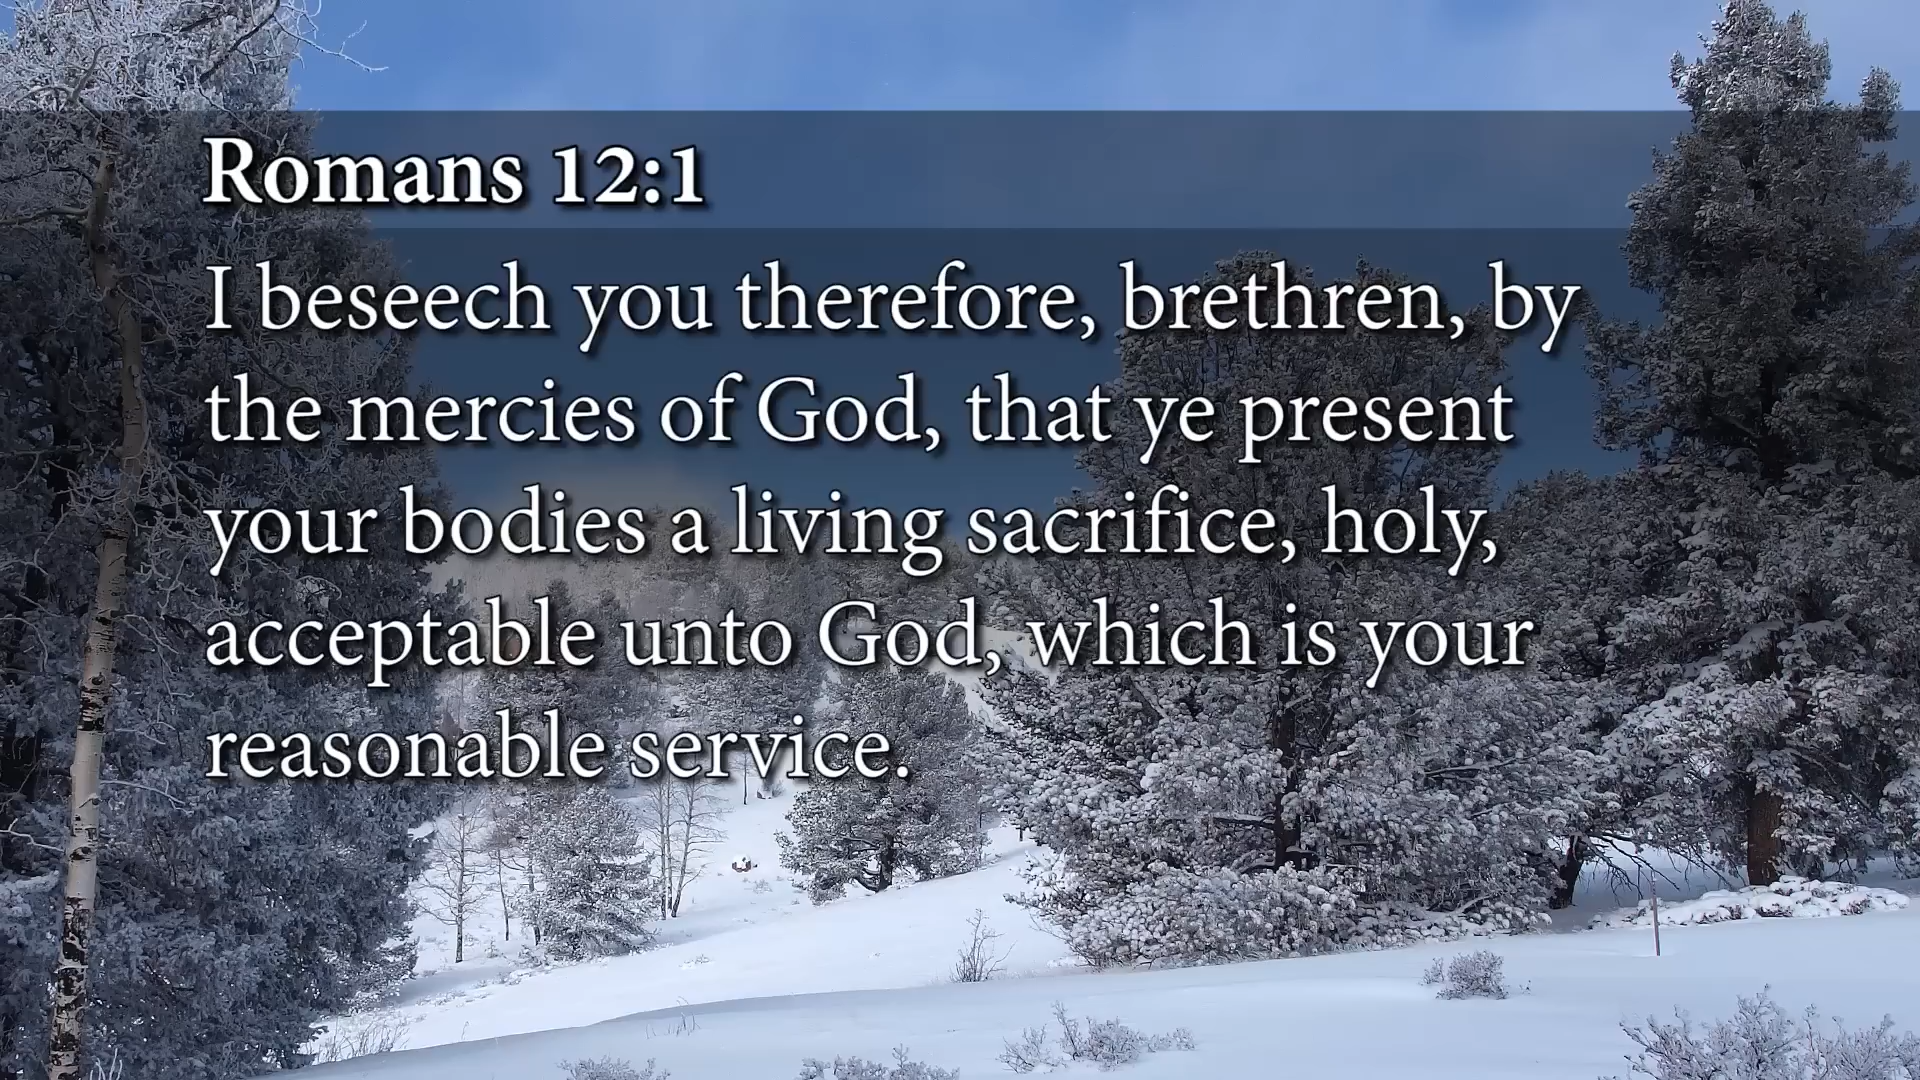 Romans 12:1
I beseech you therefore, brethren, by
the mercies of God, that ye present
your bodies a living sacrifice, holy,
acceptable unto God, which is your
reasonable service.